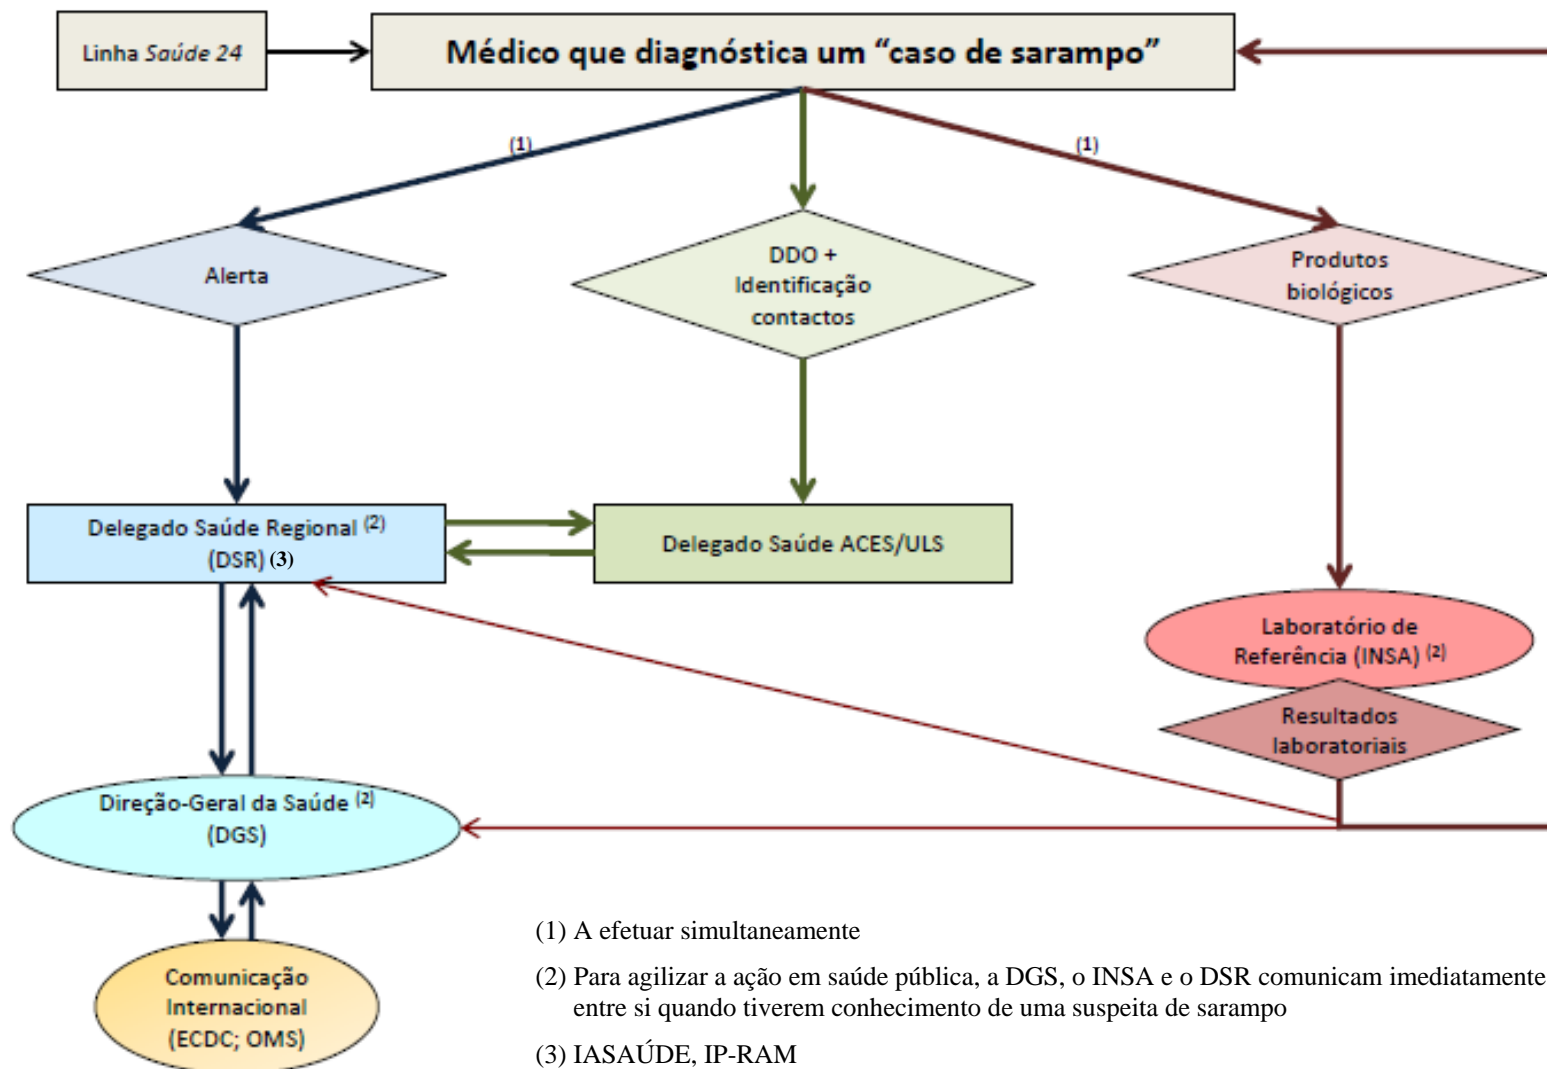 Linha Saúde 24
Médico que diagnóstica um “caso de sarampo”
(1)
(1)
Alerta
DDO +
Identificação
contactos
Produtos
biológicos
Delegado Saúde Regional (2)
(DSR) (3)
Delegado Saúde ACES/ULS
Laboratório de
Referência (INSA) (2)
Resultados
laboratoriais
Direção-Geral da Saúde (2)
(DGS)
Comunicação
Internacional
(ECDC; OMS)
(1) A efetuar simultaneamente
(2) Para agilizar a ação em saúde pública, a DGS, o INSA e o DSR comunicam imediatamente
entre si quando tiverem conhecimento de uma suspeita de sarampo
(3) IASAÚDE, IP-RAM